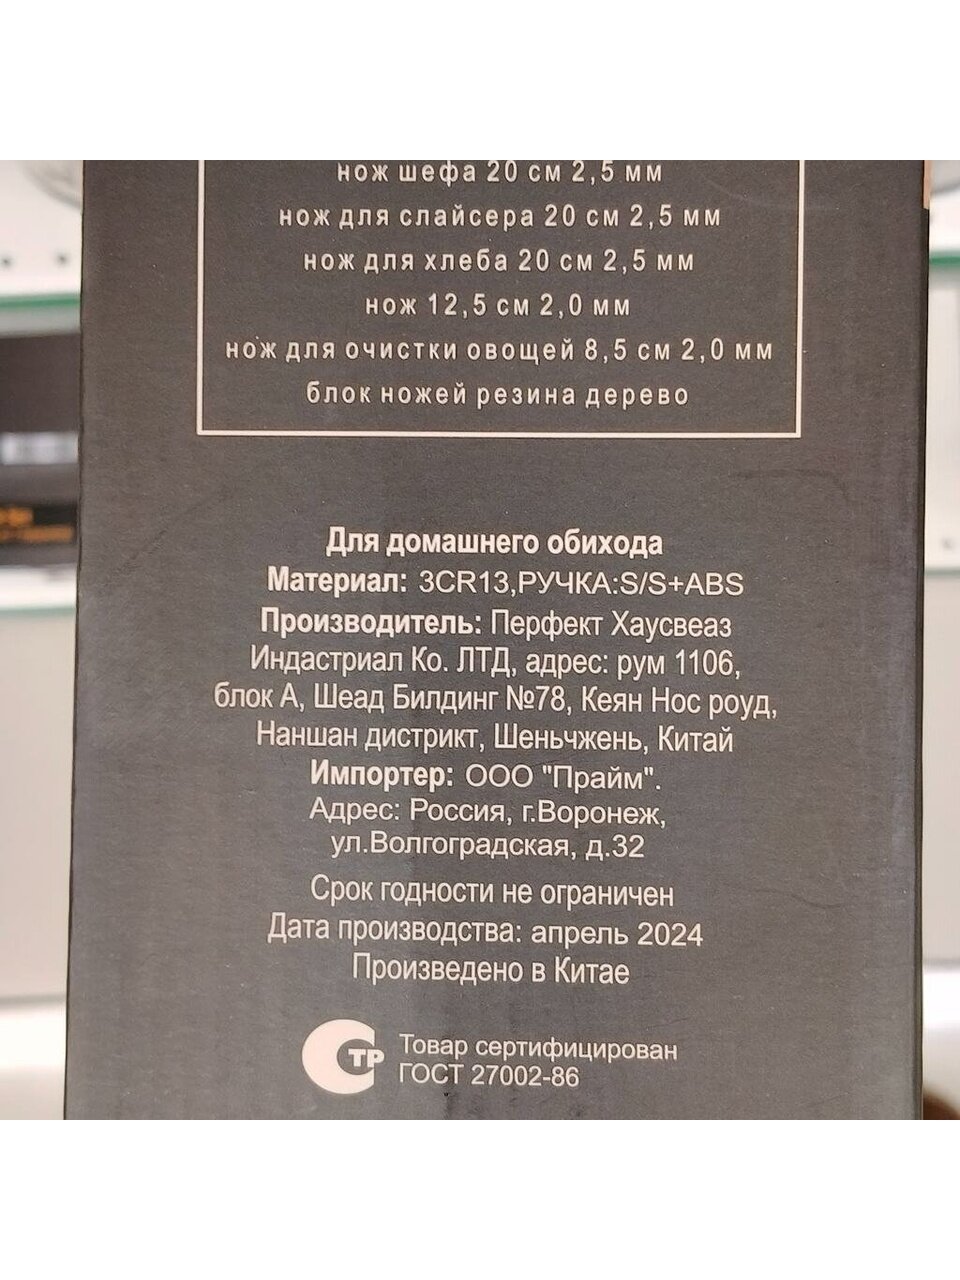 нож шефа 20 см 2,5 мм
нож для слайсера 20 см 2,5 мм
нож для хлеба 20 см 2,5 мм
нож 12,5 см 2,0 мм
нож для очистки овощей 8,5 см 2,0 мм
блок ножей резина дерево
Для домашнего обихода
Материал: 3CR13,РУЧКА:S/S+ABS
Производитель: Перфект Хаусвеаз
Индастриал Ко. ЛТД, адрес: рум 1106,
блок А, Шеад Билдинг №78, Кеян Нос роуд,
Наншан дистрикт, Шеньчжень, Китай
Импортер: ООО "Прайм".
Адрес: Россия, г.Воронеж,
ул.Волгоградская, д.32
Срок годности не ограничен
Дата производства: апрель 2024
Произведено в Китае
СТР Товар сертифицирован
ГОСТ 27002-86